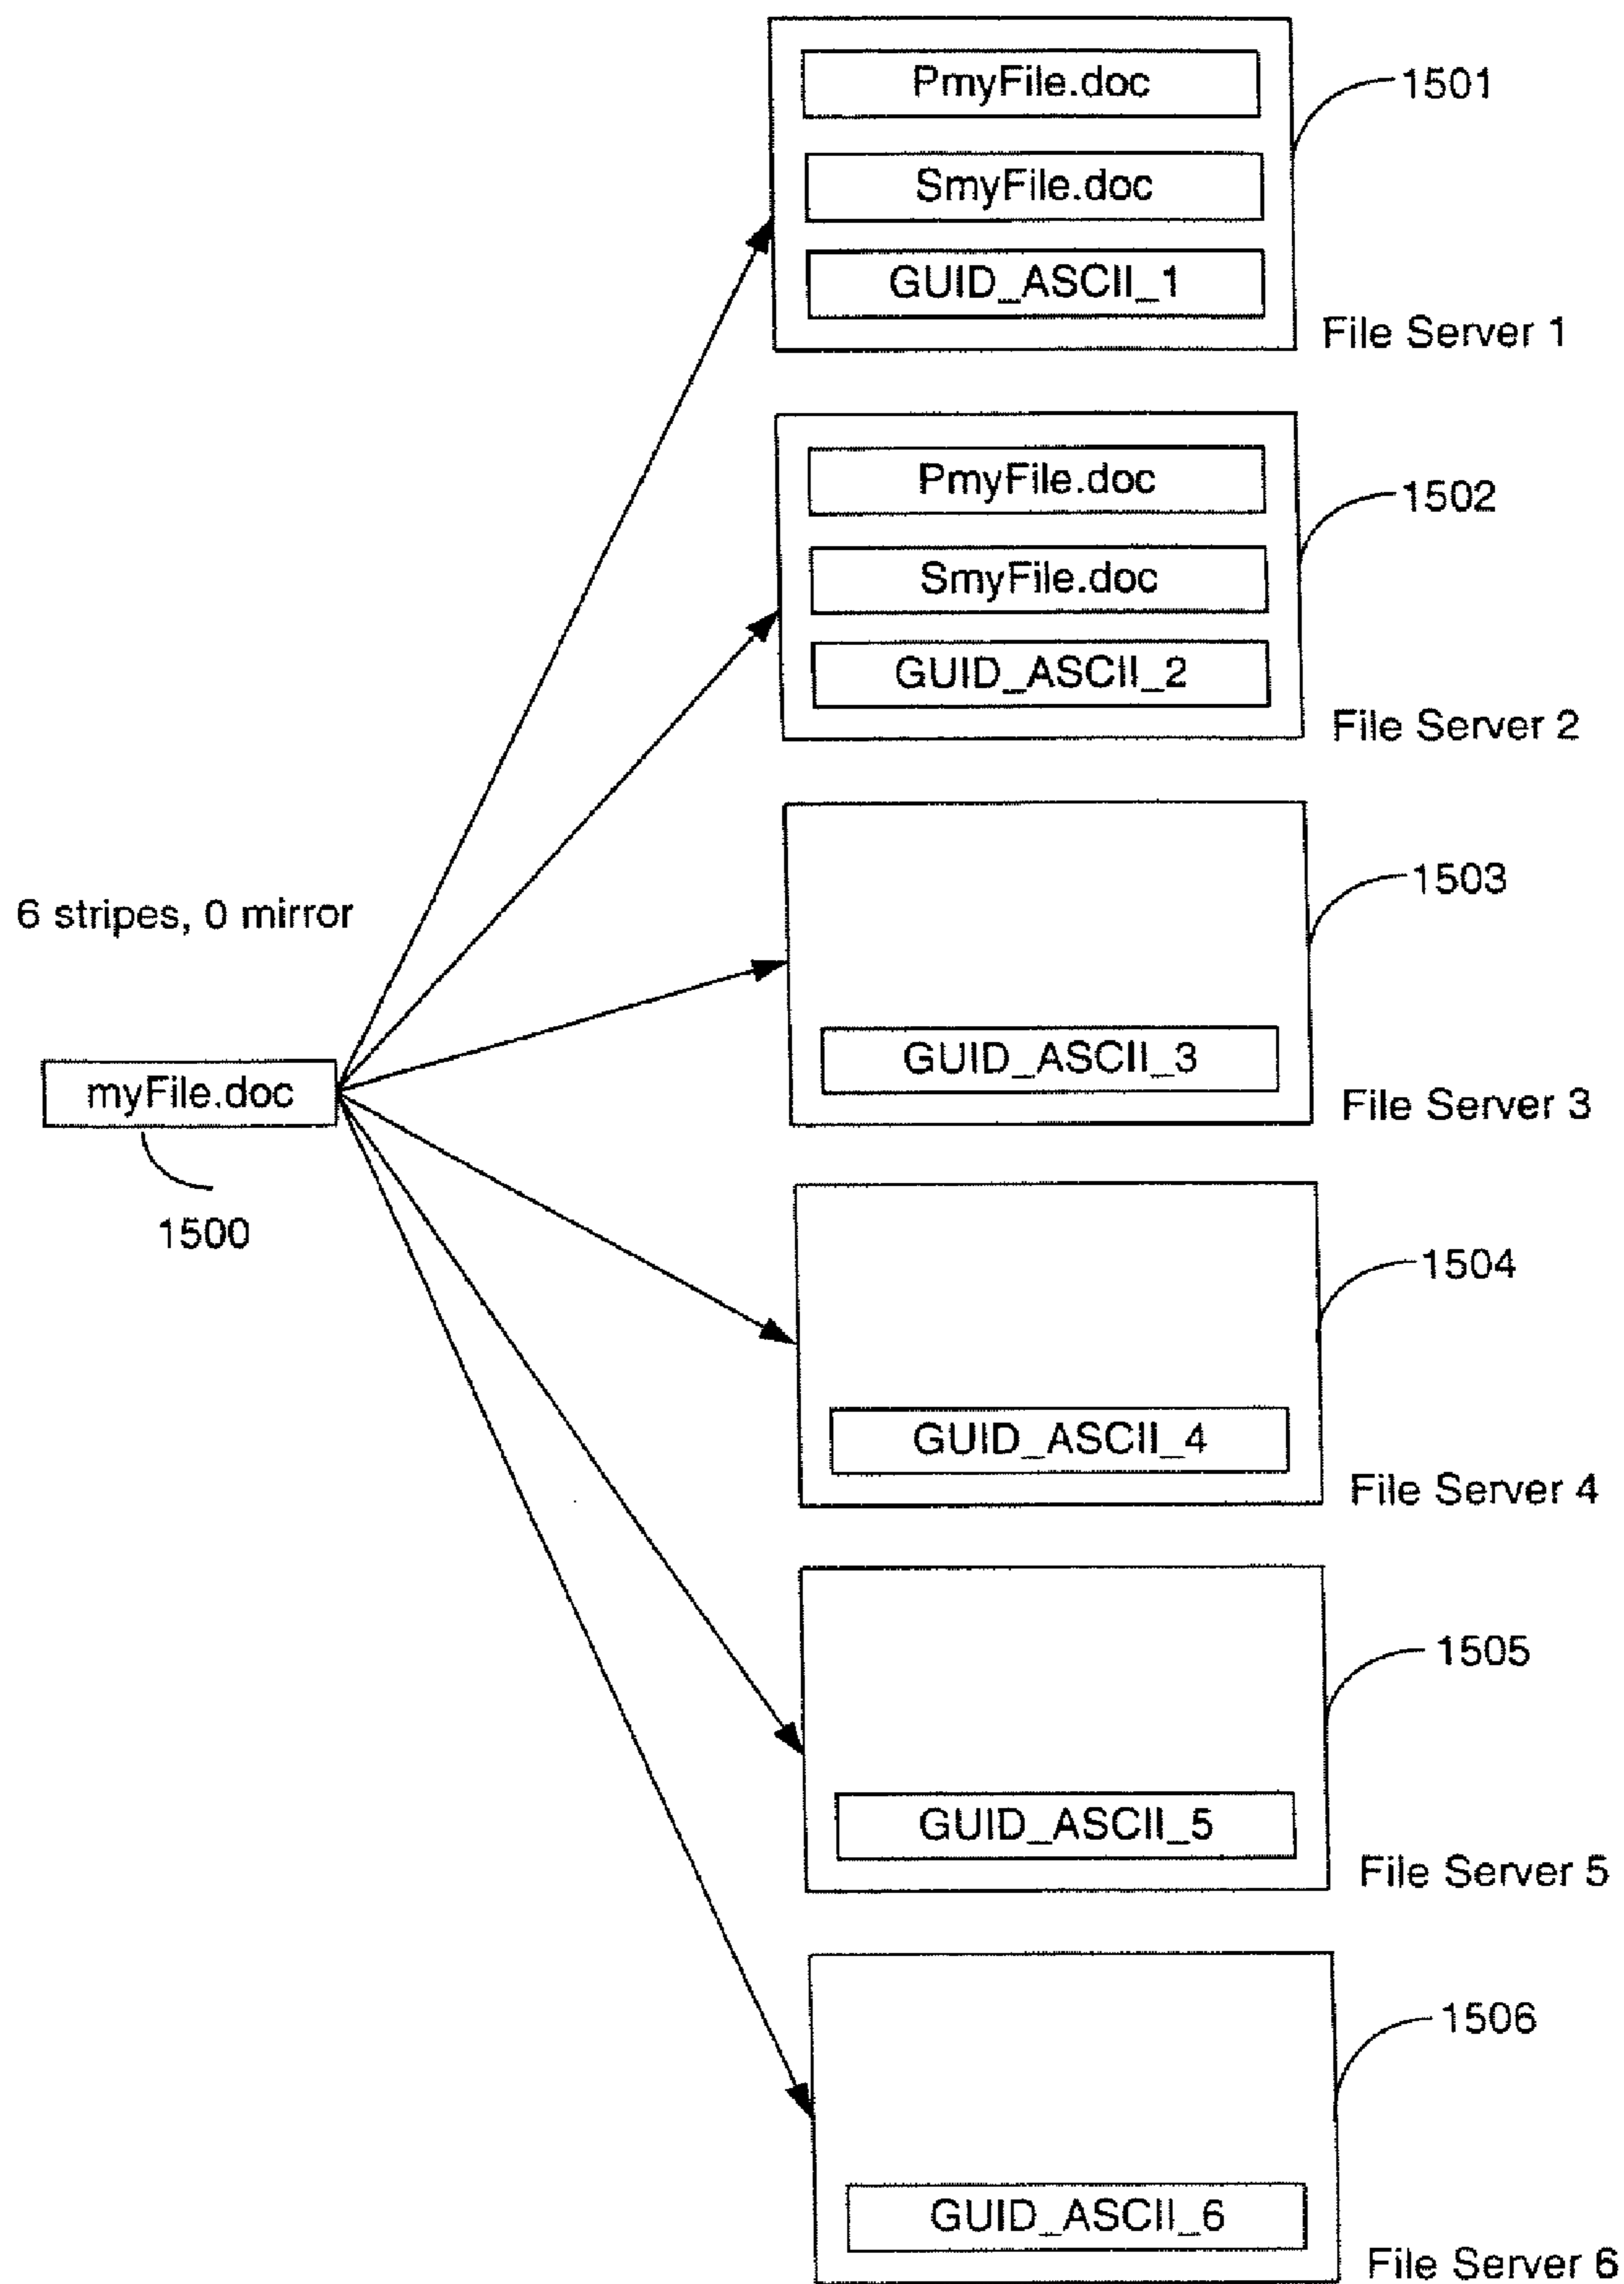 PmyFile.doc
1501
SmyFile.doc
GUID_ASCII_1
File Server 1
PmyFile.doc
1502
SmyFile.doc
GUID_ASCII_2
File Server 2
1503
6 stripes, 0 mirror
GUID_ASCII_3
myFile.doc
File Server 3
1500
1504
GUID_ASCII_4
File Server 4
1505
GUID_ASCII_5
File Server 5
1506
GUID_ASCII_6
File Server 6